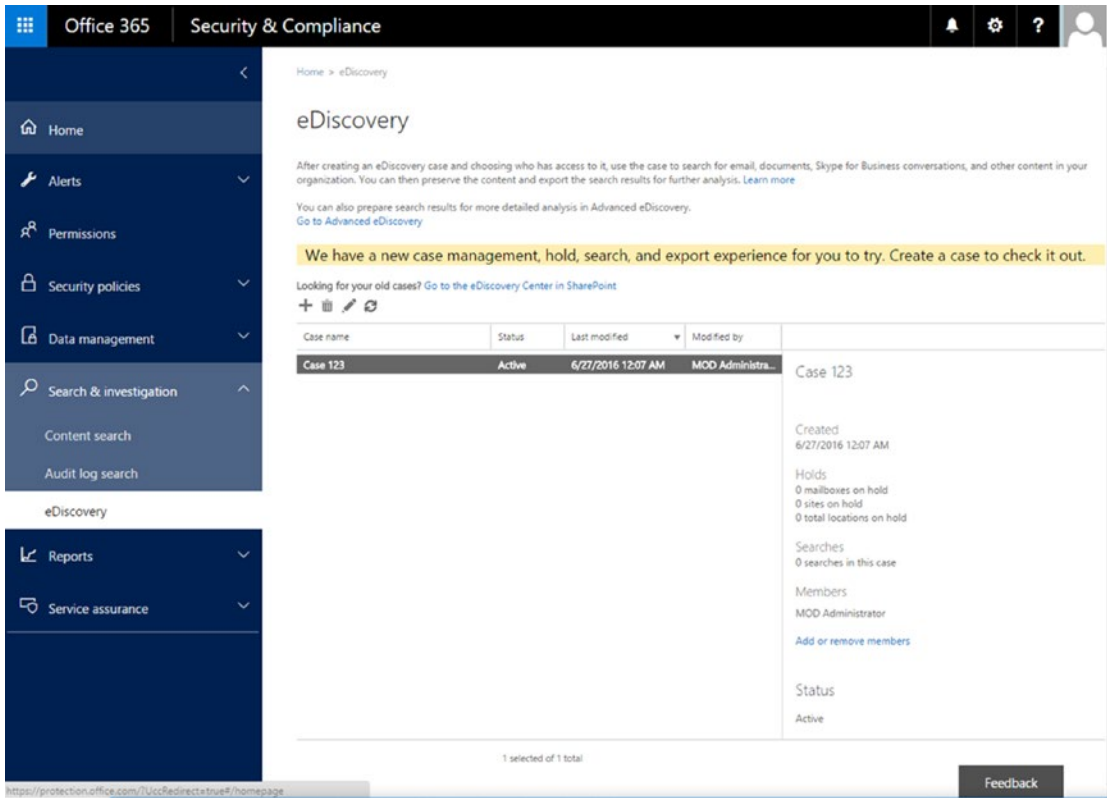 Office 365 Security & Compliance ?
Home
Alerts
Permissions
Security policies
Data management
Search & investigation
Content search
Audit log search
eDiscovery
Reports
Service assurance
Home > eDiscovery
eDiscovery
After creating an eDiscovery case and choosing who has access to it, use the case to search for email, documents, Skype for Business conversations, and other content in your
organization. You can then preserve the content and export the search results for further analysis. Learn more
You can also prepare search results for more detailed analysis in Advanced eDiscovery.
Go to Advanced eDiscovery
We have a new case management, hold, search, and export experience for you to try. Create a case to check it out.
Looking for your old cases? Go to the eDiscovery Center in SharePoint
Case name Status Last modified Modified by
Case 123 Active 6/27/2016 12:07 AM MOD Administra...
Case 123
Created
6/27/2016 12:07 AM
Holds
0 mailboxes on hold
0 sites on hold
0 total locations on hold
Searches
0 searches in this case
Members
MOD Administrator
Add or remove members
Status
Active
1 selected of 1 total
Feedback
https://protection.office.com/?UccRedirect=true#/homepage